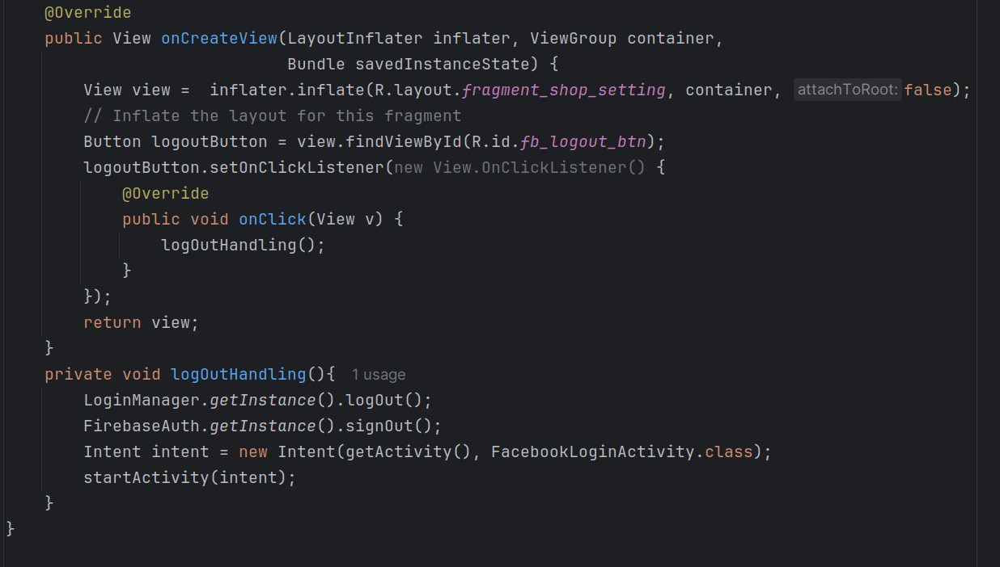 @Override
public View onCreateView(LayoutInflater inflater, ViewGroup container,
                         Bundle savedInstanceState) {
    View view =  inflater.inflate(R.layout.fragment_shop_setting, container, attachToRoot: false);
    // Inflate the layout for this fragment
    Button logoutButton = view.findViewById(R.id.fb_logout_btn);
    logoutButton.setOnClickListener(new View.OnClickListener() {
        @Override
        public void onClick(View v) {
            logOutHandling();
        }
    });
    return view;
}
private void logOutHandling(){ 1 usage
    LoginManager.getInstance().logOut();
    FirebaseAuth.getInstance().signOut();
    Intent intent = new Intent(getActivity(), FacebookLoginActivity.class);
    startActivity(intent);
}
}